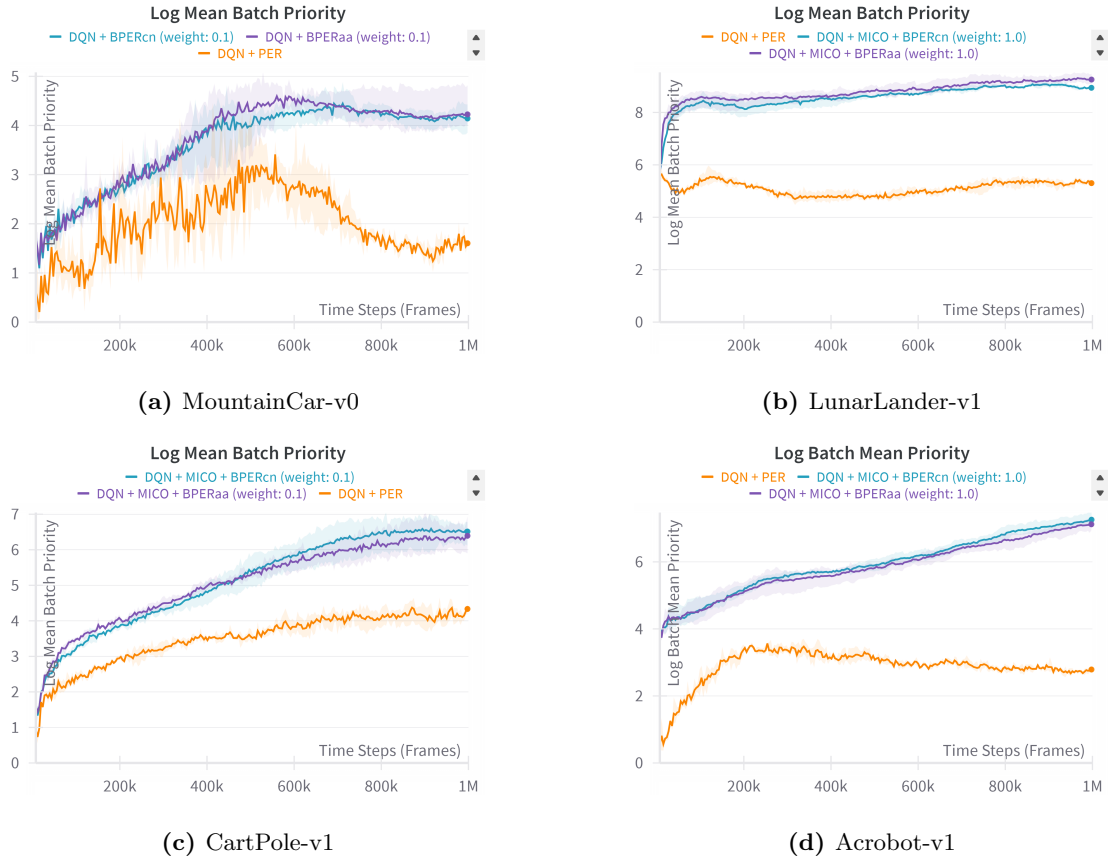 Log Mean Batch Priority
DQN + BPERcn (weight: 0.1) DQN + BPERaa (weight: 0.1)
DQN + PER
Log Mean Batch Priority
5
4
3
2
1
0
Time Steps (Frames)
200k 400k 600k 800k 1M
(a) MountainCar-v0
Log Mean Batch Priority
DQN + PER DQN + MICO + BPERcn (weight: 1.0)
DQN + MICO + BPERaa (weight: 1.0)
Log Mean Batch Priority
8
6
4
2
0
Time Steps (Frames)
200k 400k 600k 800k 1M
(b) LunarLander-v1
Log Mean Batch Priority
DQN + MICO + BPERcn (weight: 0.1)
DQN + MICO + BPERaa (weight: 0.1) DQN + PER
Log Mean Batch Priority
7
6
5
4
3
2
1
0
Time Steps (Frames)
200k 400k 600k 800k 1M
(c) CartPole-v1
Log Batch Mean Priority
DQN + PER DQN + MICO + BPERcn (weight: 1.0)
DQN + MICO + BPERaa (weight: 1.0)
Log Batch Mean Priority
6
4
2
0
Time Steps (Frames)
200k 400k 600k 800k 1M
(d) Acrobot-v1